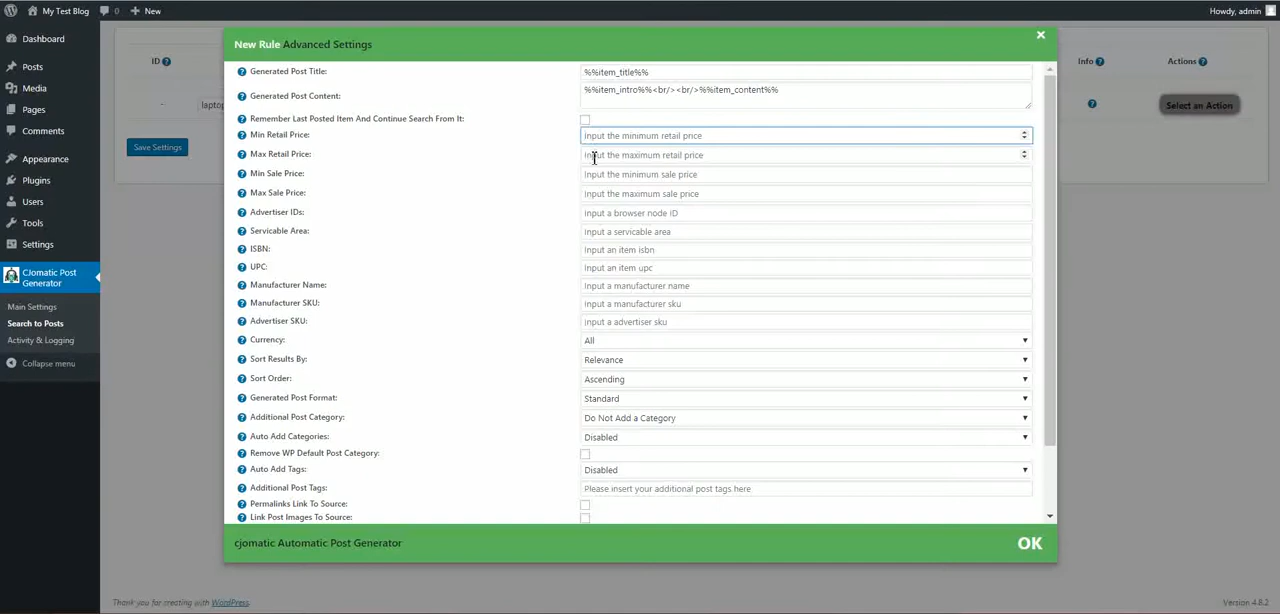 My Test Blog 0 New Howdy, admin
Dashboard
Posts
Media
Pages
Comments
Appearance
Plugins
Users
Tools
Settings
CJomatic Post
Generator
Main Settings
Search to Posts
Activity & Logging
Collapse menu
ID
-
laptop
Save Settings
Info
Actions
Select an Action
New Rule Advanced Settings
×
Generated Post Title: %%item_title%%
Generated Post Content: %%item_intro%%<br/><br/>%%item_content%%
Remember Last Posted Item And Continue Search From It:
Min Retail Price: Input the minimum retail price
Max Retail Price: Input the maximum retail price
Min Sale Price: Input the minimum sale price
Max Sale Price: Input the maximum sale price
Advertiser IDs: Input a browser node ID
Servicable Area: Input a servicable area
ISBN: Input an item isbn
UPC: Input an item upc
Manufacturer Name: Input a manufacturer name
Manufacturer SKU: Input a manufacturer sku
Advertiser SKU: Input a advertiser sku
Currency: All
Sort Results By: Relevance
Sort Order: Ascending
Generated Post Format: Standard
Additional Post Category: Do Not Add a Category
Auto Add Categories: Disabled
Remove WP Default Post Category:
Auto Add Tags: Disabled
Additional Post Tags: Please insert your additional post tags here
Permalinks Link To Source:
Link Post Images To Source:
cjomatic Automatic Post Generator OK
Thank you for creating with WordPress. Version 4.8.2